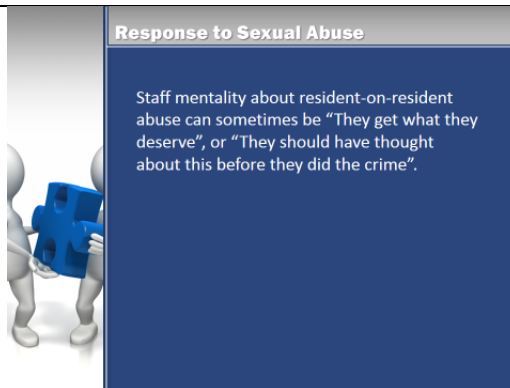 Response to Sexual Abuse
Staff mentality about resident-on-resident
abuse can sometimes be “They get what they
deserve”, or “They should have thought
about this before they did the crime”.